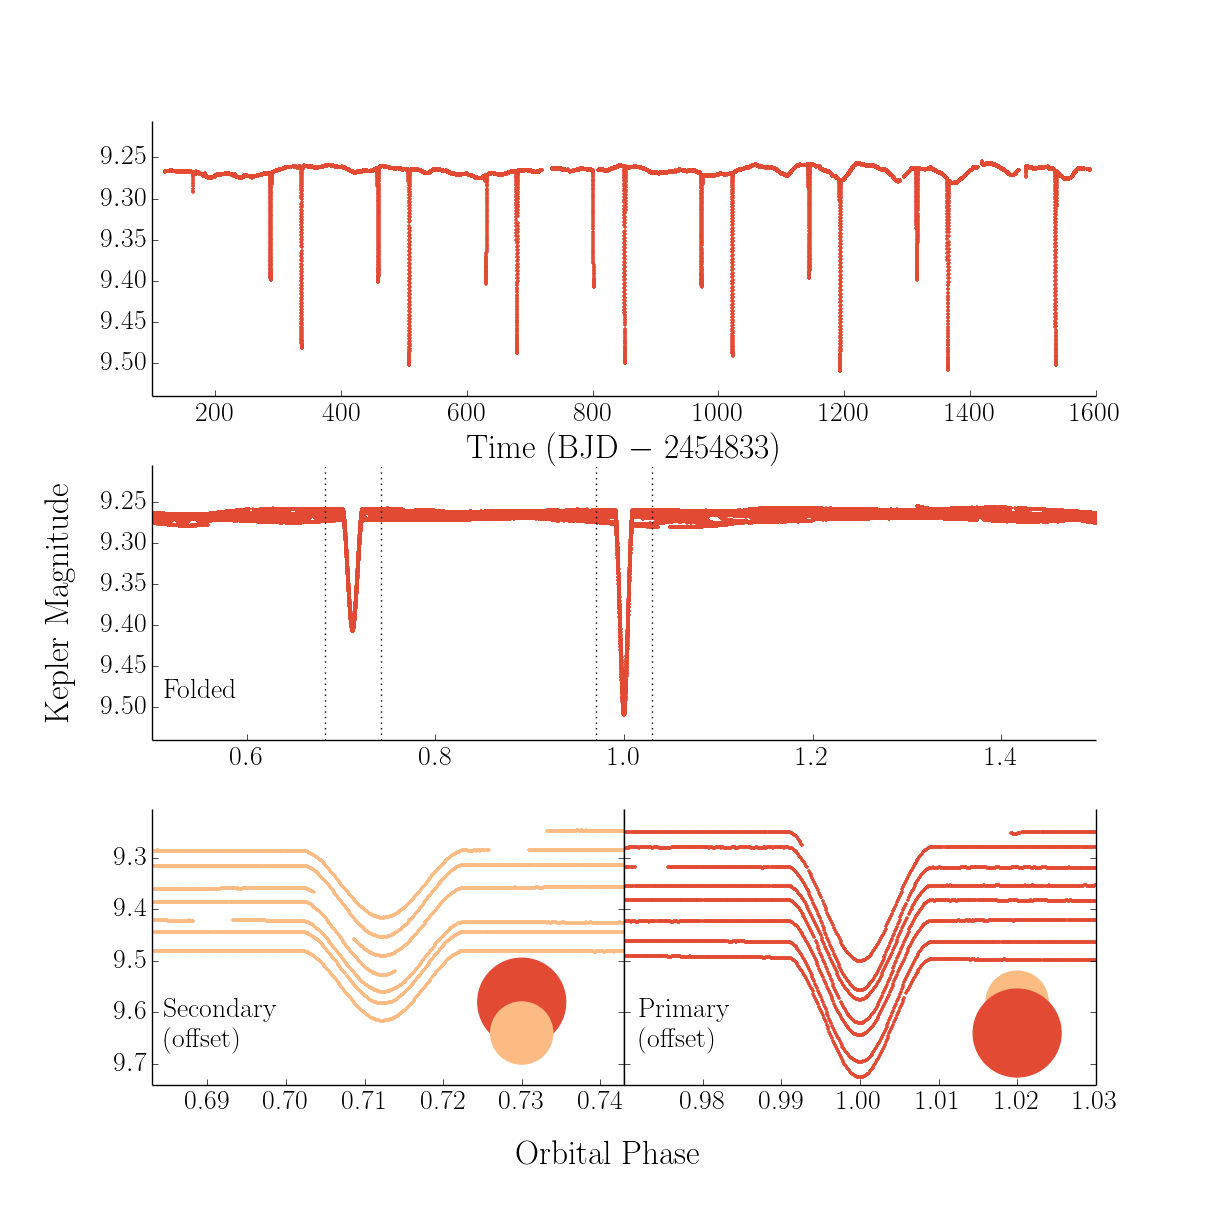 9.25
9.30
9.35
9.40
9.45
9.50
200 400 600 800 1000 1200 1400 1600
Time (BJD − 2454833)
Kepler Magnitude
9.25
9.30
9.35
9.40
9.45
9.50
Folded
0.6 0.8 1.0 1.2 1.4
9.3
9.4
9.5
9.6
9.7
Secondary
(offset)
Primary
(offset)
0.69 0.70 0.71 0.72 0.73 0.74 0.98 0.99 1.00 1.01 1.02 1.03
Orbital Phase